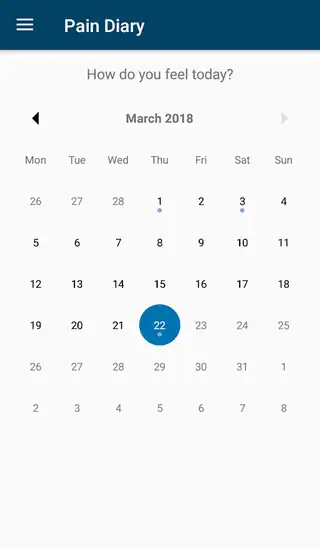 Pain Diary
How do you feel today?
March 2018
Mon Tue Wed Thu Fri Sat Sun
26 27 28 1 2 3 4
5 6 7 8 9 10 11
12 13 14 15 16 17 18
19 20 21 22 23 24 25
26 27 28 29 30 31 1
2 3 4 5 6 7 8